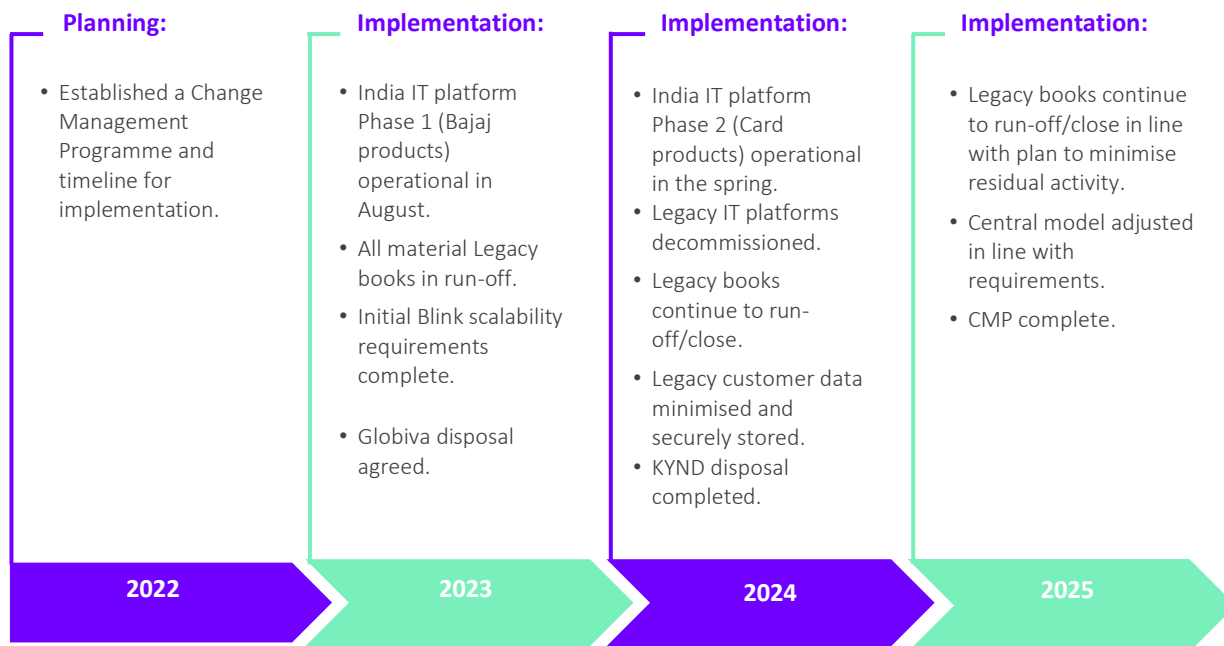 Planning:
• Established a Change
Management
Programme and
timeline for
implementation.
2022
Implementation:
• India IT platform
Phase 1 (Bajaj
products)
operational in
August.
• All material Legacy
books in run-off.
• Initial Blink scalability
requirements
complete.
• Globiva disposal
agreed.
2023
Implementation:
• India IT platform
Phase 2 (Card
products) operational
in the spring.
• Legacy IT platforms
decommissioned.
• Legacy books
continue to run-
off/close.
• Legacy customer data
minimised and
securely stored.
• KYND disposal
completed.
2024
Implementation:
• Legacy books continue
to run-off/close in line
with plan to minimise
residual activity.
• Central model adjusted
in line with
requirements.
• CMP complete.
2025